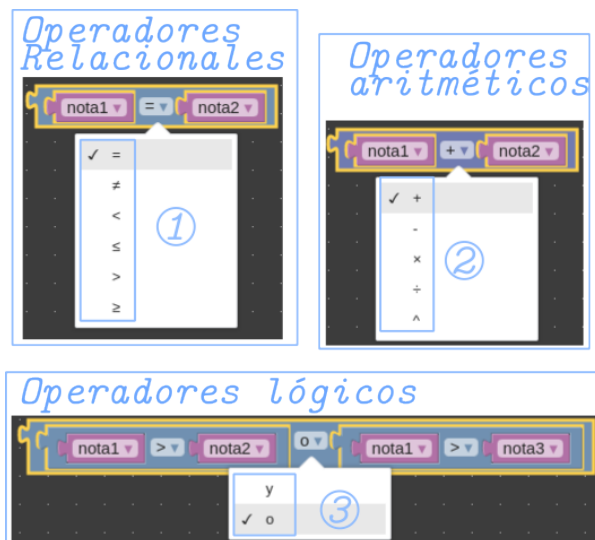 Operadores
Relacionales
nota1 = nota2
✓ =
≠
<
≤
>
≥
1
Operadores
aritméticos
nota1 + nota2
✓ +
-
×
÷
^
2
Operadores lógicos
nota1 > nota2 o nota1 > nota3
y
✓ o
3